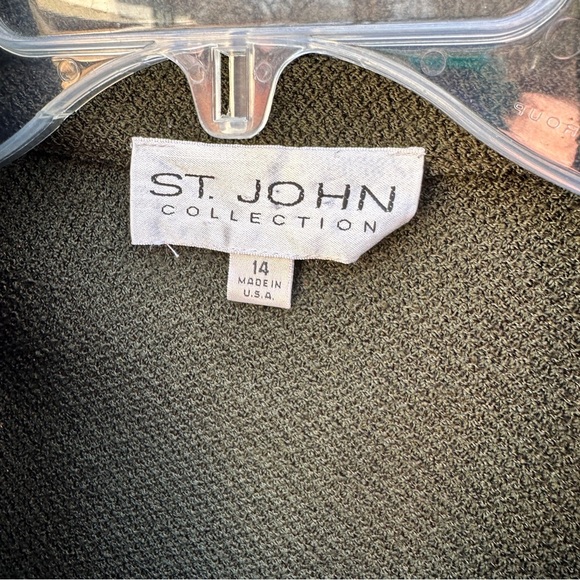 ST. JOHN
COLLECTION
14
MADE IN
U.S.A.